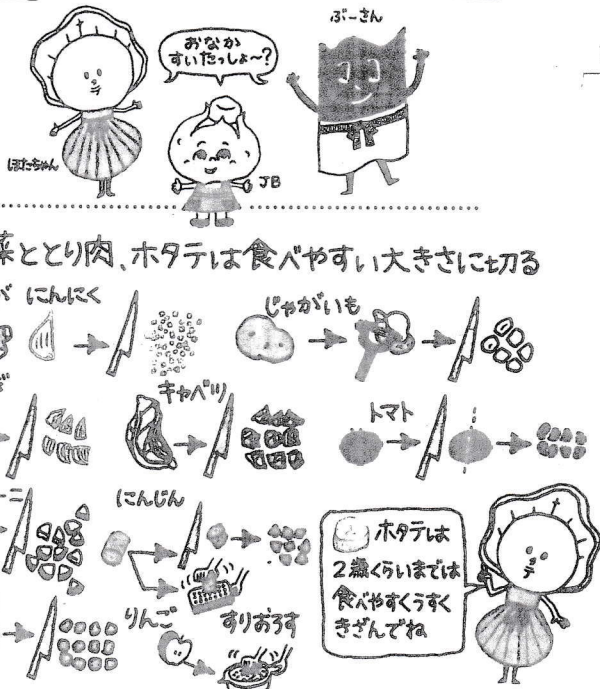 ぶーさん
おなか
すいたっしょ〜?
ほたちゃん
JB
菜ととり肉、ホタテは食べやすい大きさに切る
にんにく
じゃがいも
キャベツ
トマト
ニ
にんじん
ホタテは
2歳くらいまでは
食べやすくうすく
きざんでね
りんご
すりおろす